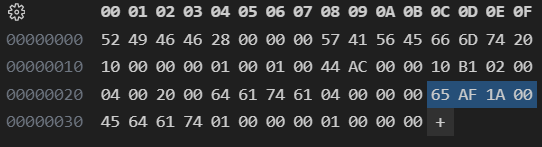 00 01 02 03 04 05 06 07 08 09 0A 0B 0C 0D 0E 0F
00000000 52 49 46 46 28 00 00 00 57 41 56 45 66 6D 74 20
00000010 10 00 00 00 01 00 01 00 44 AC 00 00 10 B1 02 00
00000020 04 00 20 00 64 61 74 61 04 00 00 00 65 AF 1A 00
00000030 45 64 61 74 01 00 00 00 01 00 00 00 +